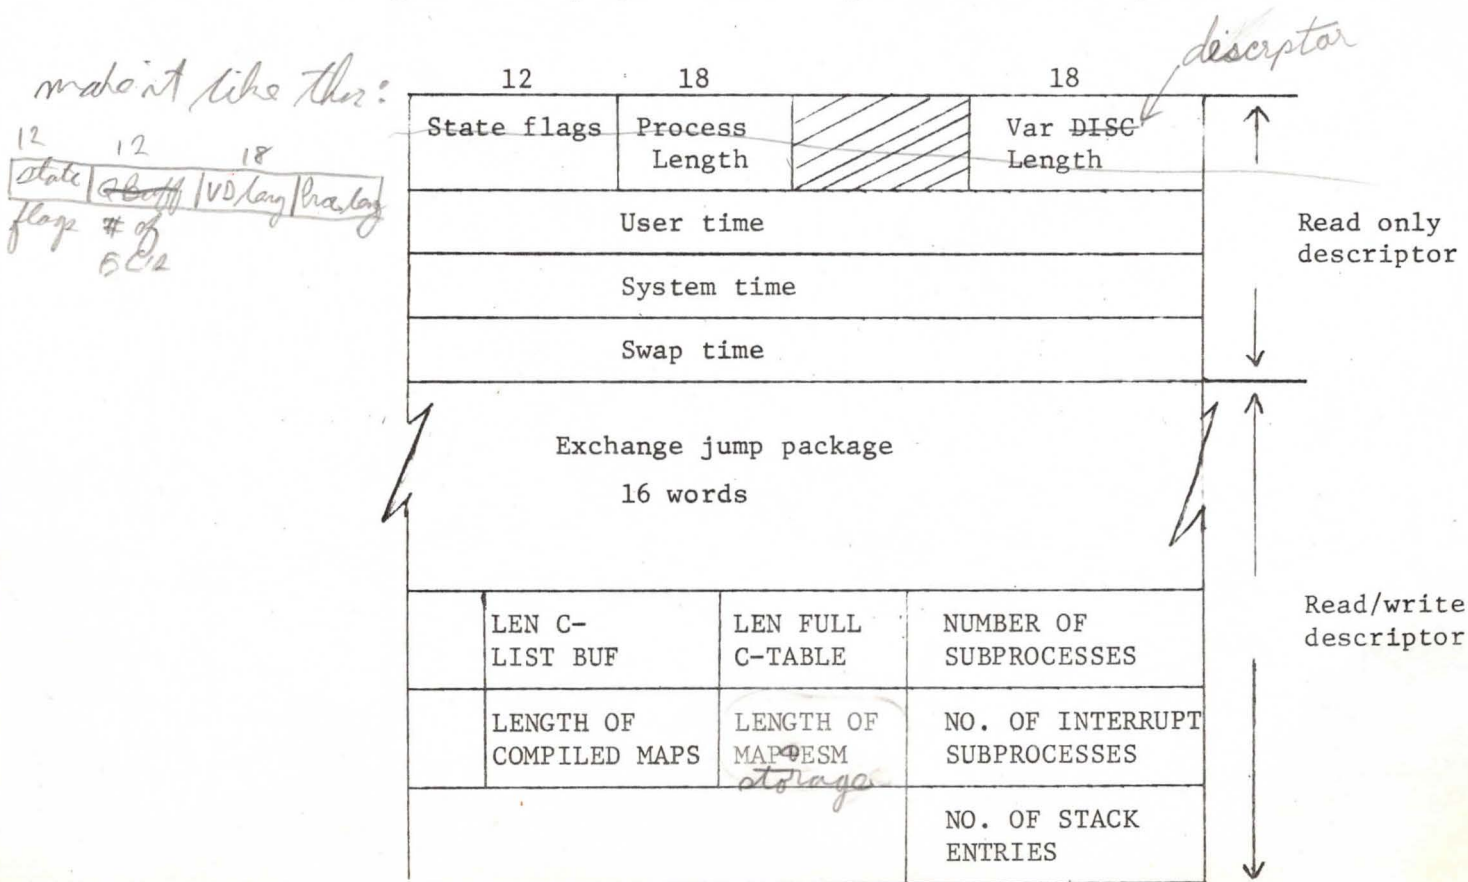 descrptor
make it like this:
12 18 18
State flags Process Var DISC
Length Length
12 12 18
state VD leng Proc leng
flags # of
User time
Read only
descriptor
System time
Swap time
Exchange jump package
16 words
LEN C- LEN FULL NUMBER OF
LIST BUF C-TABLE SUBPROCESSES
Read/write
descriptor
LENGTH OF LENGTH OF NO. OF INTERRUPT
COMPILED MAPS MAP ESM SUBPROCESSES
storage
NO. OF STACK
ENTRIES